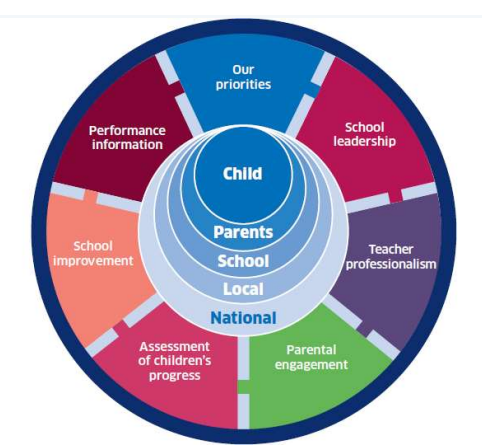 Our
priorities
School
leadership
Teacher
professionalism
Parental
engagement
Assessment
of children's
progress
School
improvement
Performance
information
Child
Parents
School
Local
National